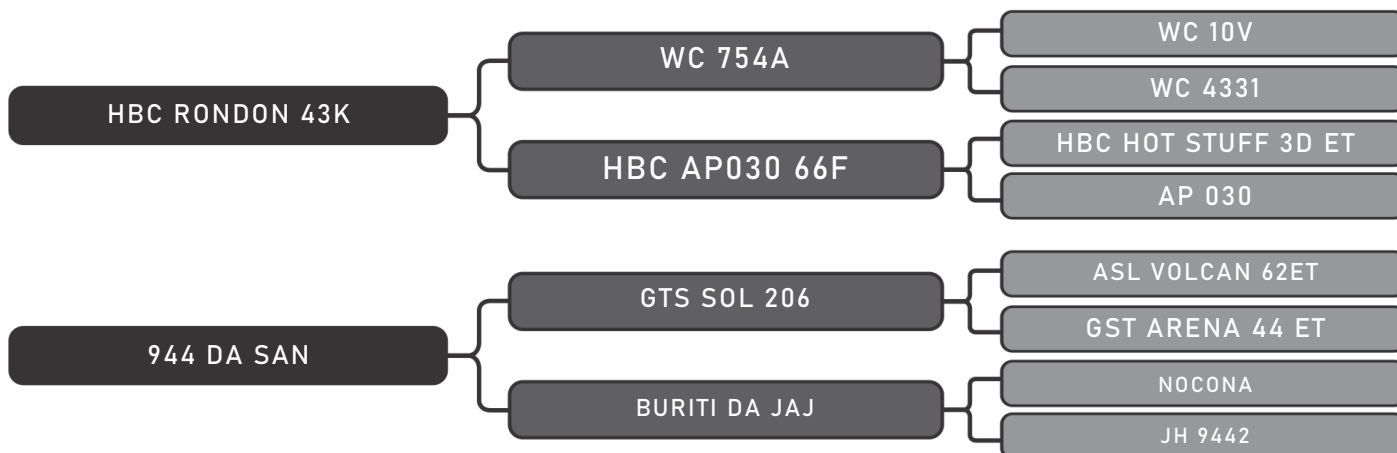 WC 10V
WC 754A
WC 4331
HBC RONDON 43K
HBC HOT STUFF 3D ET
HBC AP030 66F
AP 030
ASL VOLCAN 62ET
GTS SOL 206
GST ARENA 44 ET
944 DA SAN
NOCONA
BURITI DA JAJ
JH 9442